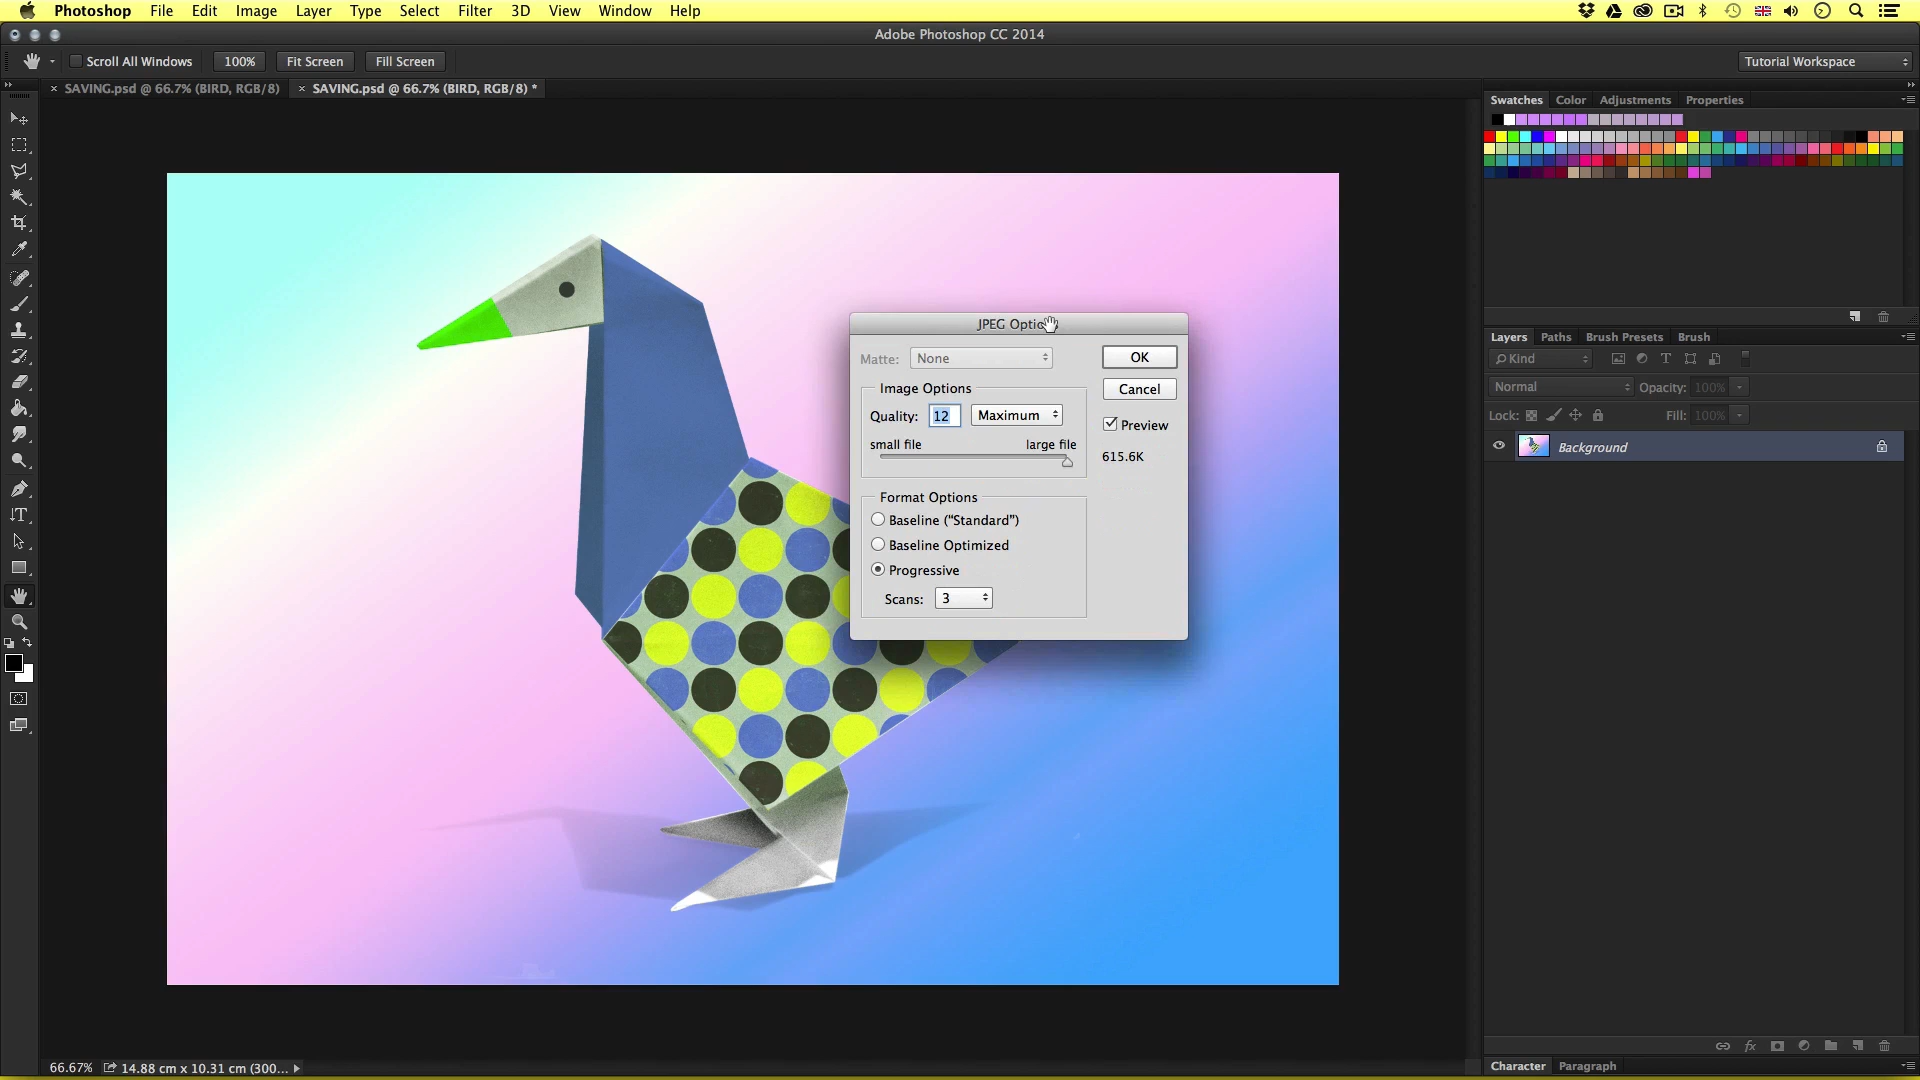 Photoshop File Edit Image Layer Type Select Filter 3D View Window Help
Adobe Photoshop CC 2014
Scroll All Windows 100% Fit Screen Fill Screen Tutorial Workspace
SAVING.psd @ 66.7% (BIRD, RGB/8) SAVING.psd @ 66.7% (BIRD, RGB/8) *
Swatches Color Adjustments Properties
JPEG Options
Matte: None OK
Cancel
Image Options
Quality: 12 Maximum
Preview
small file large file
615.6K
Format Options
Baseline (“Standard”)
Baseline Optimized
Progressive
Scans: 3
Layers Paths Brush Presets Brush
Kind
Normal Opacity: 100%
Lock: Fill: 100%
Background
66.67% 14.88 cm x 10.31 cm (300...
Character Paragraph